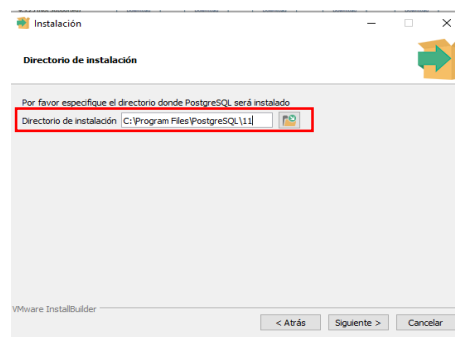 Instalación
Directorio de instalación
Por favor especifique el directorio donde PostgreSQL será instalado
Directorio de instalación C:\Program Files\PostgreSQL\11
VMware InstallBuilder
< Atrás Siguiente > Cancelar